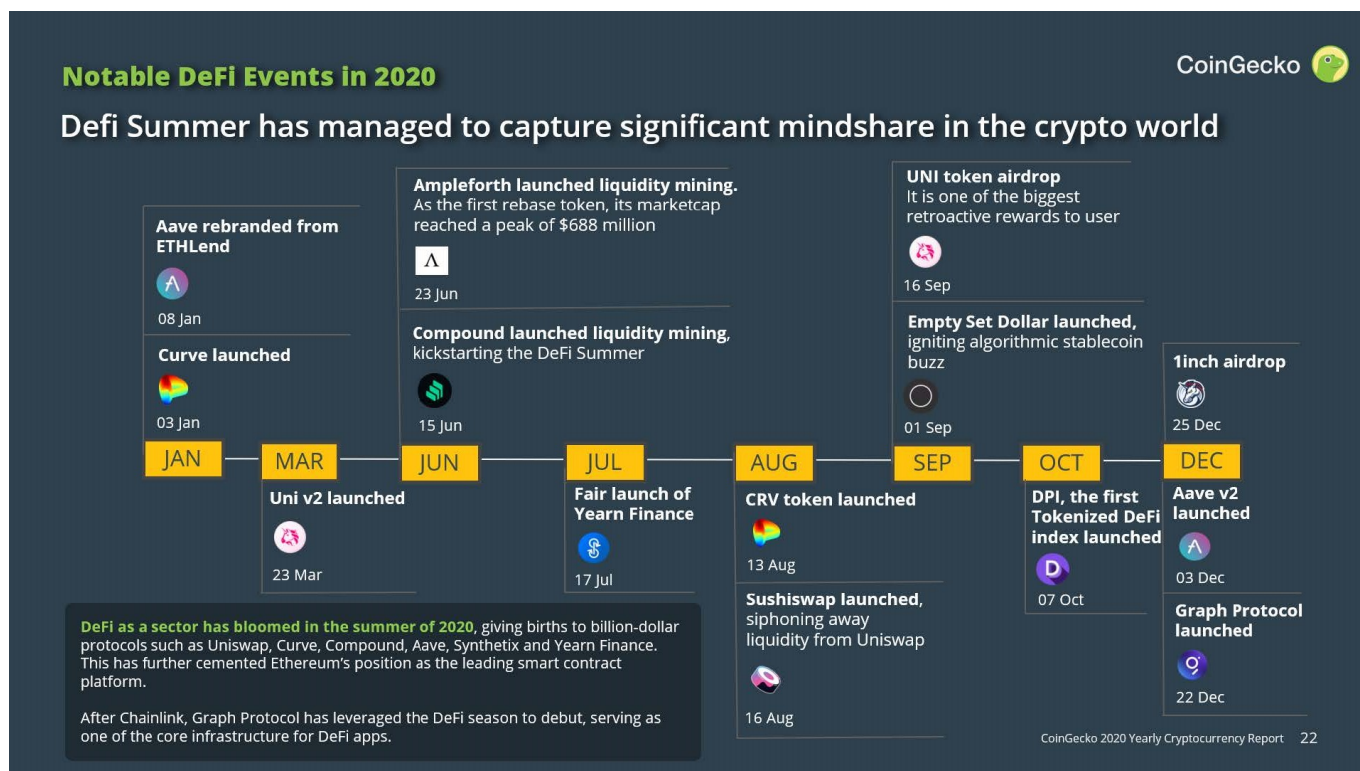 CoinGecko
Notable DeFi Events in 2020
Defi Summer has managed to capture significant mindshare in the crypto world
Aave rebranded from
ETHLend
08 Jan
Curve launched
03 Jan
Ampleforth launched liquidity mining.
As the first rebase token, its marketcap
reached a peak of $688 million
Λ
23 Jun
Compound launched liquidity mining,
kickstarting the DeFi Summer
15 Jun
UNI token airdrop
It is one of the biggest
retroactive rewards to user
16 Sep
Empty Set Dollar launched,
igniting algorithmic stablecoin
buzz
01 Sep
1inch airdrop
25 Dec
JAN
MAR
JUN
JUL
AUG
SEP
OCT
DEC
Uni v2 launched
23 Mar
Fair launch of
Yearn Finance
17 Jul
CRV token launched
13 Aug
Sushiswap launched,
siphoning away
liquidity from Uniswap
16 Aug
DPI, the first
Tokenized DeFi
index launched
D
07 Oct
Aave v2
launched
03 Dec
Graph Protocol
launched
22 Dec
DeFi as a sector has bloomed in the summer of 2020, giving births to billion-dollar
protocols such as Uniswap, Curve, Compound, Aave, Synthetix and Yearn Finance.
This has further cemented Ethereum’s position as the leading smart contract
platform.
After Chainlink, Graph Protocol has leveraged the DeFi season to debut, serving as
one of the core infrastructure for DeFi apps.
CoinGecko 2020 Yearly Cryptocurrency Report 22